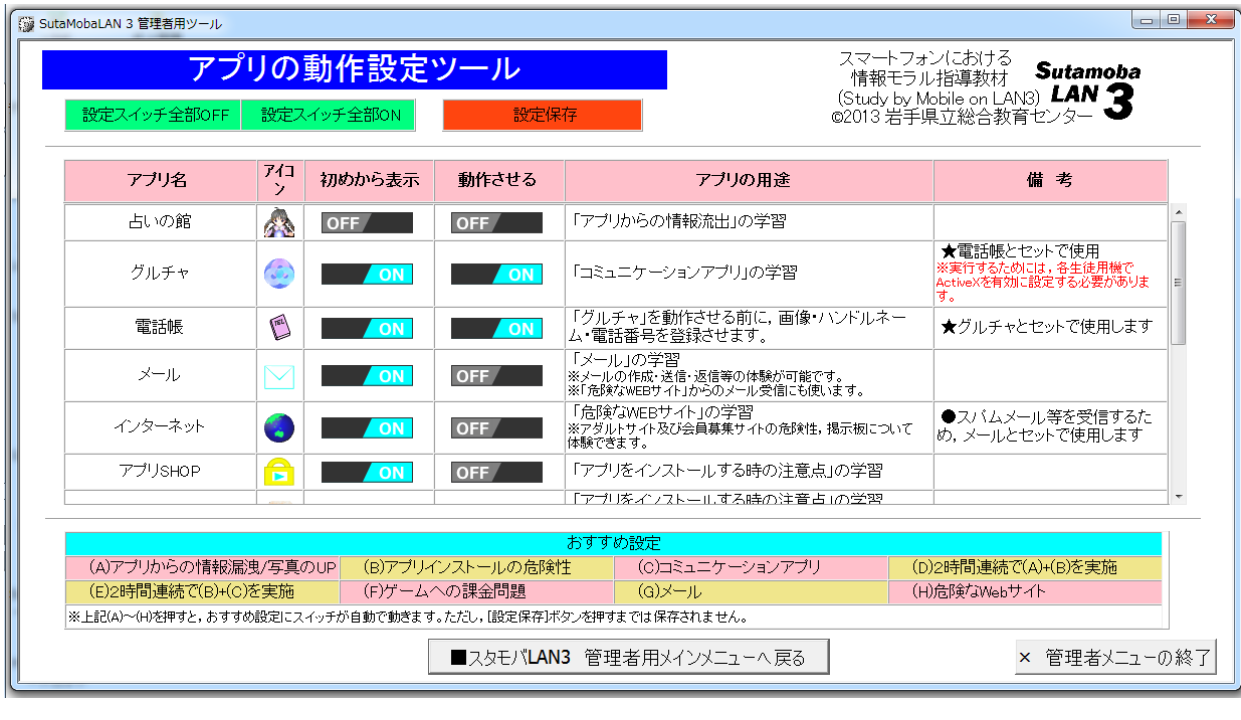 SutaMobaLAN 3 管理者用ツール
アプリの動作設定ツール
スマートフォンにおける
情報モラル指導教材
(Study by Mobile on LAN3)
©2013 岩手県立総合教育センター
Sutamoba
LAN 3
設定スイッチ全部OFF 設定スイッチ全部ON 設定保存
アプリ名 アイコ
ン 初めから表示 動作させる アプリの用途 備 考
占いの館 OFF OFF 「アプリからの情報流出」の学習
グルチャ ON ON 「コミュニケーションアプリ」の学習
★電話帳とセットで使用
※実行するためには,各生徒使用機で
ActiveXを有効に設定する必要がありま
す。
電話帳 ON ON
「グルチャ」を動作させる前に,画像・ハンドルネー
ム・電話番号を登録させます。
★グルチャとセットで使用します
メール ON OFF
「メール」の学習
※メールの作成・送信・返信等の体験が可能です。
※「危険なWEBサイト」からのメール受信にも使います。
インターネット ON OFF
「危険なWEBサイト」の学習
※アダルトサイト及び会員募集サイトの危険性,掲示板について
体験できます。
●スパムメール等を受信するた
め,メールとセットで使用します
アプリSHOP ON OFF 「アプリをインストールする時の注意点」の学習
「アプリをインストールする時の注意点」の学習
おすすめ設定
(A)アプリからの情報漏洩/写真のUP (B)アプリインストールの危険性 (C)コミュニケーションアプリ (D)2時間連続で(A)+(B)を実施
(E)2時間連続で(B)+(C)を実施 (F)ゲームへの課金問題 (G)メール (H)危険なWebサイト
※上記(A)~(H)を押すと,おすすめ設定にスイッチが自動で動きます。ただし,[設定保存]ボタンを押すまでは保存されません。
■スタモバLAN3 管理者用メインメニューへ戻る × 管理者メニューの終了